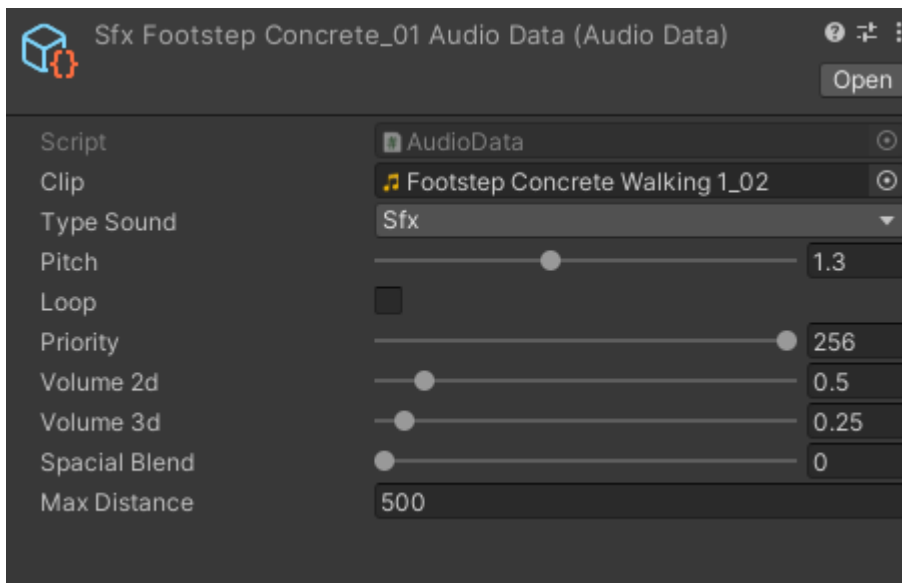 Sfx Footstep Concrete_01 Audio Data (Audio Data)
Open
Script AudioData
Clip Footstep Concrete Walking 1_02
Type Sound Sfx
Pitch 1.3
Loop
Priority 256
Volume 2d 0.5
Volume 3d 0.25
Spacial Blend 0
Max Distance 500